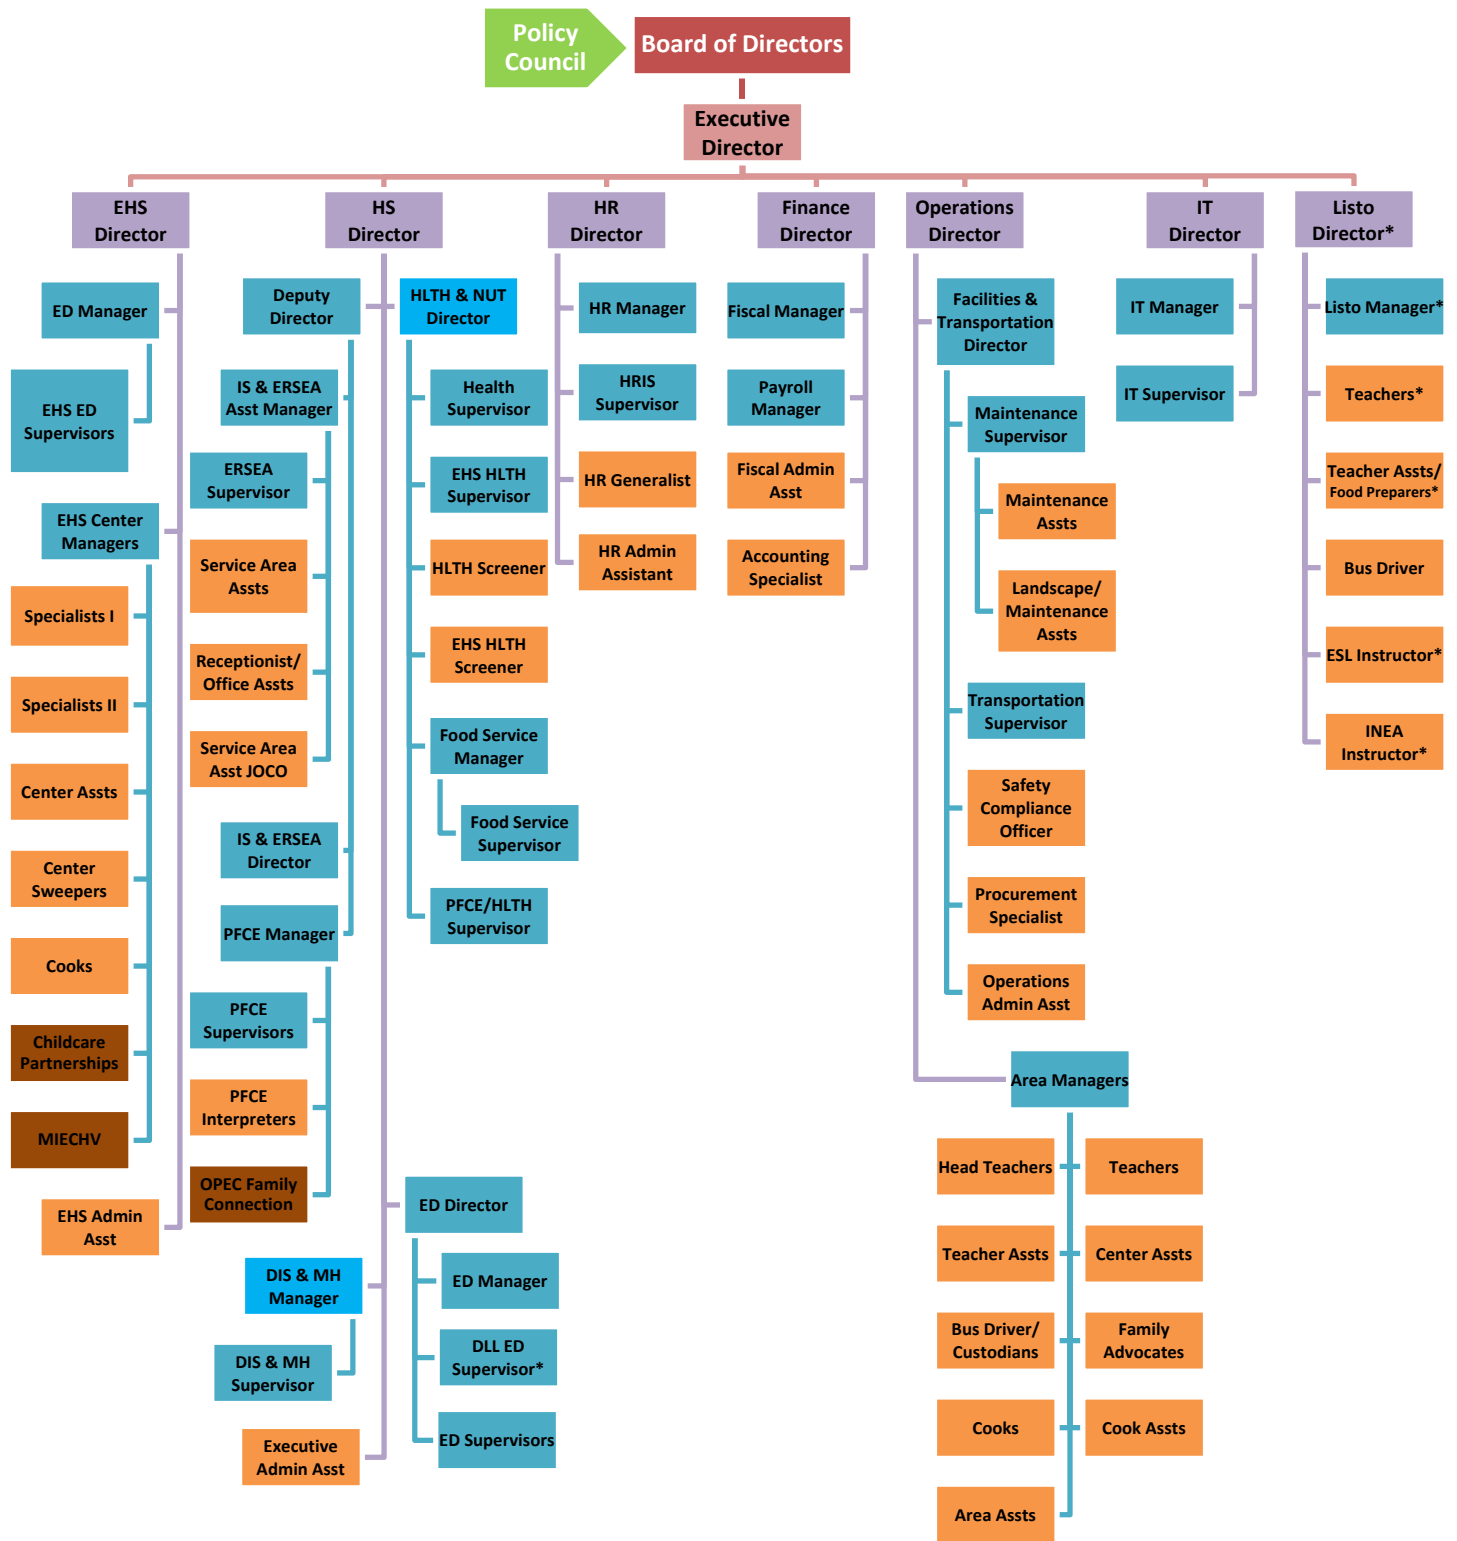 Policy
Council
Board of Directors
Executive
Director
EHS
Director
ED Manager
EHS ED
Supervisors
EHS Center
Managers
Specialists I
Specialists II
Center Assts
Center
Sweepers
Cooks
Childcare
Partnerships
MIECHV
EHS Admin
Asst
HS
Director
Deputy
Director
IS & ERSEA
Asst Manager
ERSEA
Supervisor
Service Area
Assts
Receptionist/
Office Assts
Service Area
Asst JOCO
IS & ERSEA
Director
PFCE Manager
PFCE
Supervisors
PFCE
Interpreters
OPEC Family
Connection
HLTH & NUT
Director
Health
Supervisor
EHS HLTH
Supervisor
HLTH Screener
EHS HLTH
Screener
Food Service
Manager
Food Service
Supervisor
PFCE/HLTH
Supervisor
ED Director
ED Manager
DLL ED
Supervisor*
ED Supervisors
DIS & MH
Manager
DIS & MH
Supervisor
Executive
Admin Asst
HR
Director
HR Manager
HRIS
Supervisor
HR Generalist
HR Admin
Assistant
Finance
Director
Fiscal Manager
Payroll
Manager
Fiscal Admin
Asst
Accounting
Specialist
Operations
Director
Facilities &
Transportation
Director
Maintenance
Supervisor
Maintenance
Assts
Landscape/
Maintenance
Assts
Transportation
Supervisor
Safety
Compliance
Officer
Procurement
Specialist
Operations
Admin Asst
Area Managers
Head Teachers
Teachers
Teacher Assts
Center Assts
Bus Driver/
Custodians
Family
Advocates
Cooks
Cook Assts
Area Assts
IT
Director
IT Manager
IT Supervisor
Listo
Director*
Listo Manager*
Teachers*
Teacher Assts/
Food Preparers*
Bus Driver
ESL Instructor*
INEA
Instructor*